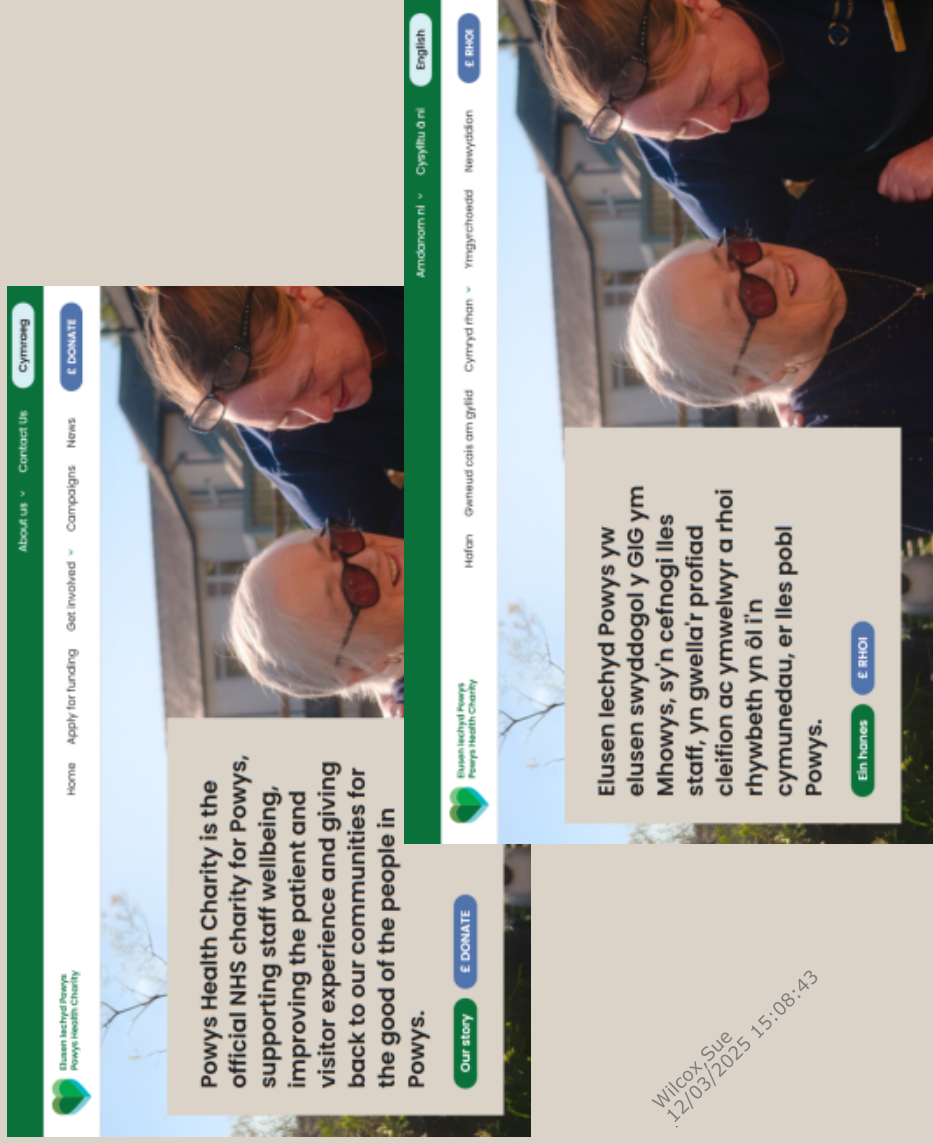 About us
Contact Us
Cymraeg
Elusen Iechyd Powys
Powys Health Charity
Home
Apply for funding
Get involved
Campaigns
News
£ DONATE
Powys Health Charity is the
official NHS charity for Powys,
supporting staff wellbeing,
improving the patient and
visitor experience and giving
back to our communities for
the good of the people in
Powys.
Our story
£ DONATE
Amdanom ni
Cysylltu â ni
English
Elusen Iechyd Powys
Powys Health Charity
Hafan
Gwneud cais am gyllid
Cymryd rhan
Ymgyrchoedd
Newyddion
£ RHOI
Elusen Iechyd Powys yw
elusen swyddogol y GIG ym
Mhowys, sy'n cefnogi lles
staff, yn gwella'r profiad
cleifion ac ymwelwyr a rhoi
rhywbeth yn ôl i'n
cymunedau, er lles pobl
Powys.
Ein hanes
£ RHOI
Wilcox,Sue
12/03/2025 15:08:43